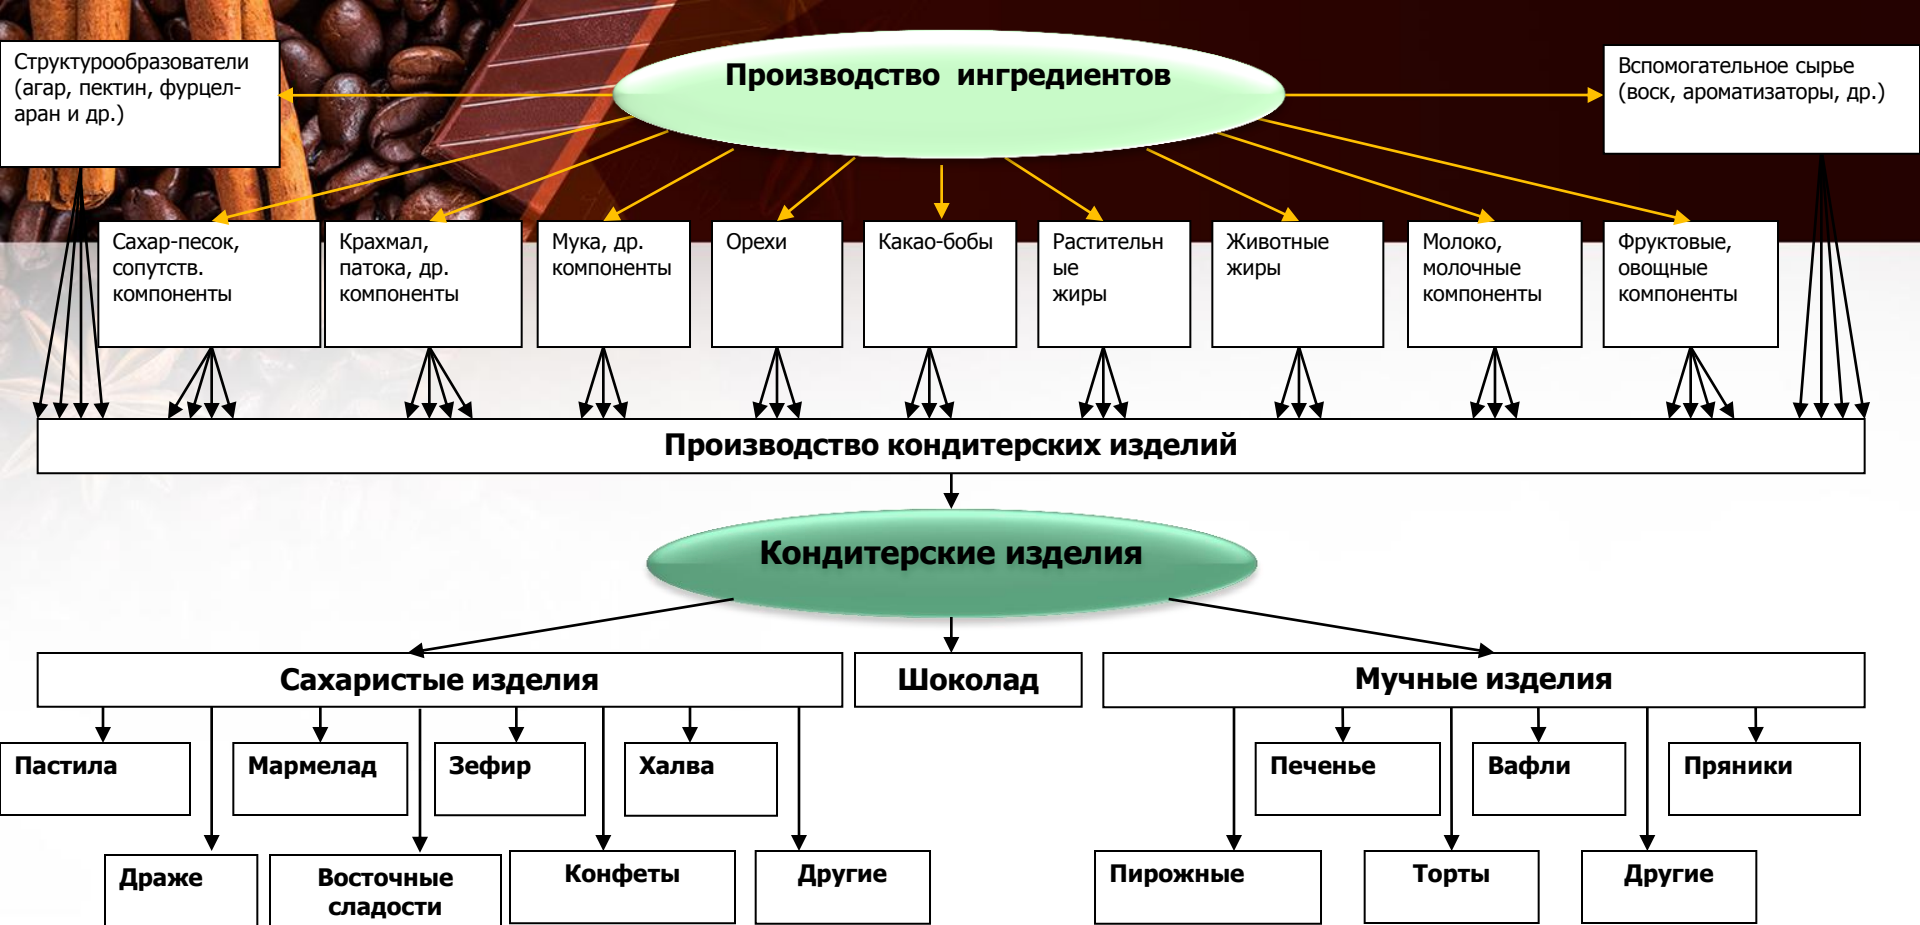 Производство ингредиентов
Структурообразователи
(агар, пектин, фурцел-
аран и др.)
Вспомогательное сырье
(воск, ароматизаторы, др.)
Сахар-песок,
сопутств.
компоненты
Крахмал,
патока, др.
компоненты
Мука, др.
компоненты
Орехи
Какао-бобы
Растительн
ые
жиры
Животные
жиры
Молоко,
молочные
компоненты
Фруктовые,
овощные
компоненты
Производство кондитерских изделий
Кондитерские изделия
Сахаристые изделия
Шоколад
Мучные изделия
Пастила
Мармелад
Зефир
Халва
Печенье
Вафли
Пряники
Драже
Восточные
сладости
Конфеты
Другие
Пирожные
Торты
Другие